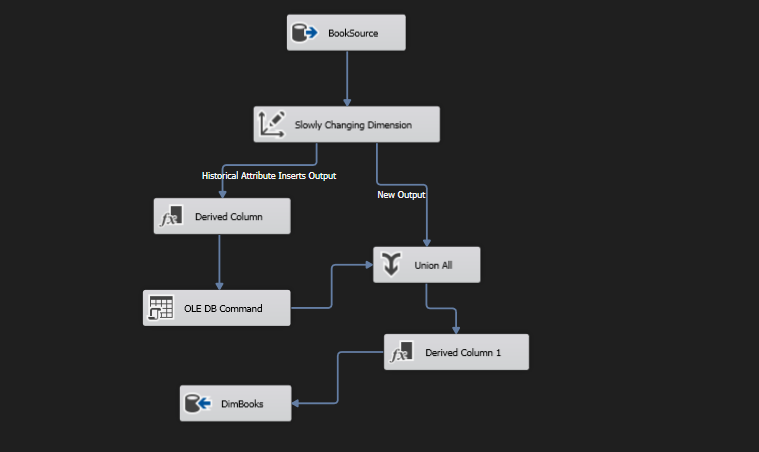 BookSource
Slowly Changing Dimension
Historical Attribute Inserts Output
New Output
Derived Column
Union All
OLE DB Command
Derived Column 1
DimBooks